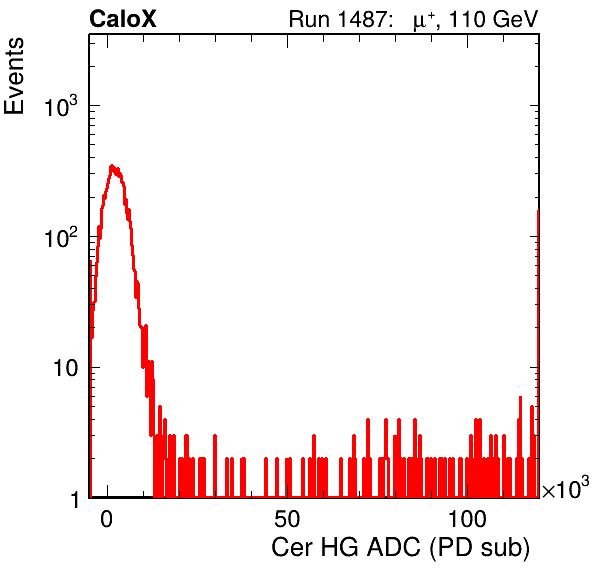 CaloX Run 1487: μ⁺, 110 GeV
Events
10³
10²
10
1
0 50 100 ×10³
Cer HG ADC (PD sub)